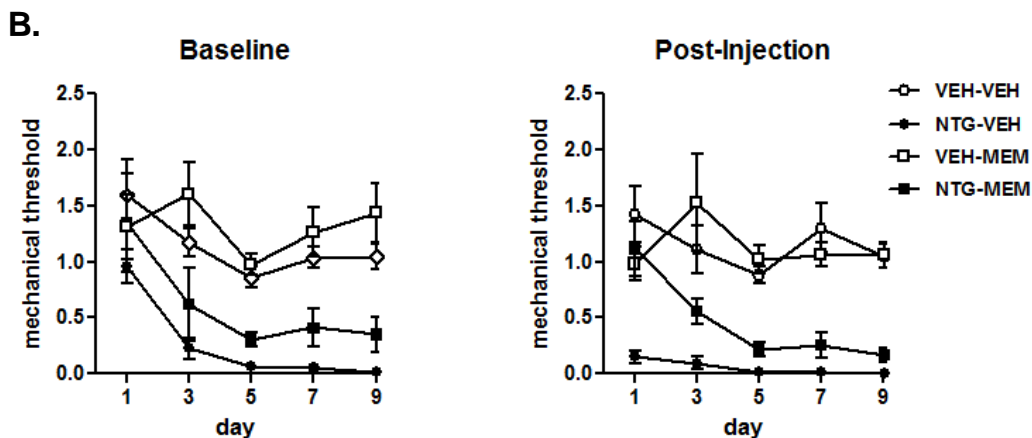 B.
Baseline
mechanical threshold
2.5
2.0
1.5
1.0
0.5
0.0
1 3 5 7 9
day
Post-Injection
mechanical threshold
2.5
2.0
1.5
1.0
0.5
0.0
1 3 5 7 9
day
VEH-VEH
NTG-VEH
VEH-MEM
NTG-MEM